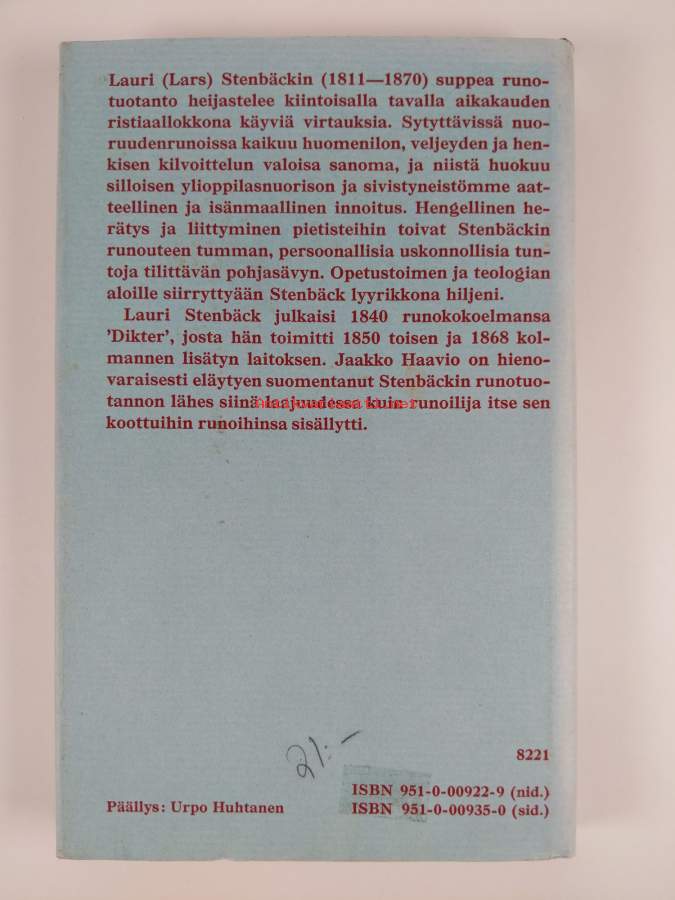 Lauri (Lars) Stenbäckin (1811—1870) suppea runo-
tuotanto heijastelee kiintoisalla tavalla aikakauden
ristiaallokkona käyviä virtauksia. Sytyttävissä nuo-
ruudenrunoissa kaikuu huomenilon, veljeyden ja hen-
kisen kilvoittelun valoisa sanoma, ja niistä huokuu
silloisen ylioppilasnuorison ja sivistyneistömme aat-
teellinen ja isänmaallinen innoitus. Hengellinen he-
rätys ja liittyminen pietisteihin toivat Stenbäckin
runouteen tumman, persoonallisia uskonnollisia tun-
toja tilittävän pohjasävyn. Opetustoimen ja teologian
aloille siirryttyään Stenbäck lyyrikkona hiljeni.
Lauri Stenbäck julkaisi 1840 runokokoelmansa
'Dikter', josta hän toimitti 1850 toisen ja 1868 kol-
mannen lisätyn laitoksen. Jaakko Haavio on hieno-
varaisesti eläytyen suomentanut Stenbäckin runotuo-
tannon lähes siinä laajuudessa kuin runoilija itse sen
koottuihin runoihinsa sisällytti.
21:-
8221
ISBN 951-0-00922-9 (nid.)
Päällys: Urpo Huhtanen ISBN 951-0-00935-0 (sid.)